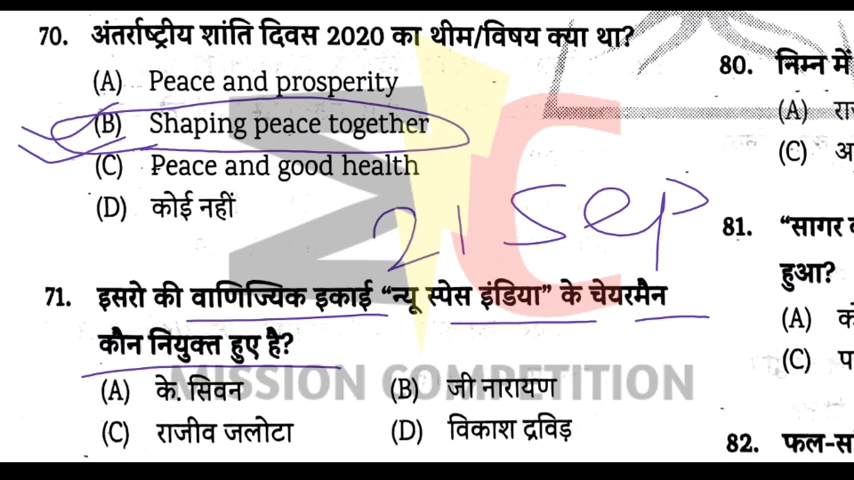 70. अंतर्राष्ट्रीय शांति दिवस 2020 का थीम/विषय क्या था?
(A) Peace and prosperity
(B) Shaping peace together
(C) Peace and good health
(D) कोई नहीं
21 Sep
71. इसरो की वाणिज्यिक इकाई “न्यू स्पेस इंडिया” के चेयरमैन
कौन नियुक्त हुए है?
(A) के. सिवन (B) जी नारायण
(C) राजीव जलोटा (D) विकाश द्रविड़
MISSION COMPETITION
80. निम्न में
(A)
(C)
81. “सागर
हुआ?
(A)
(C)
82.